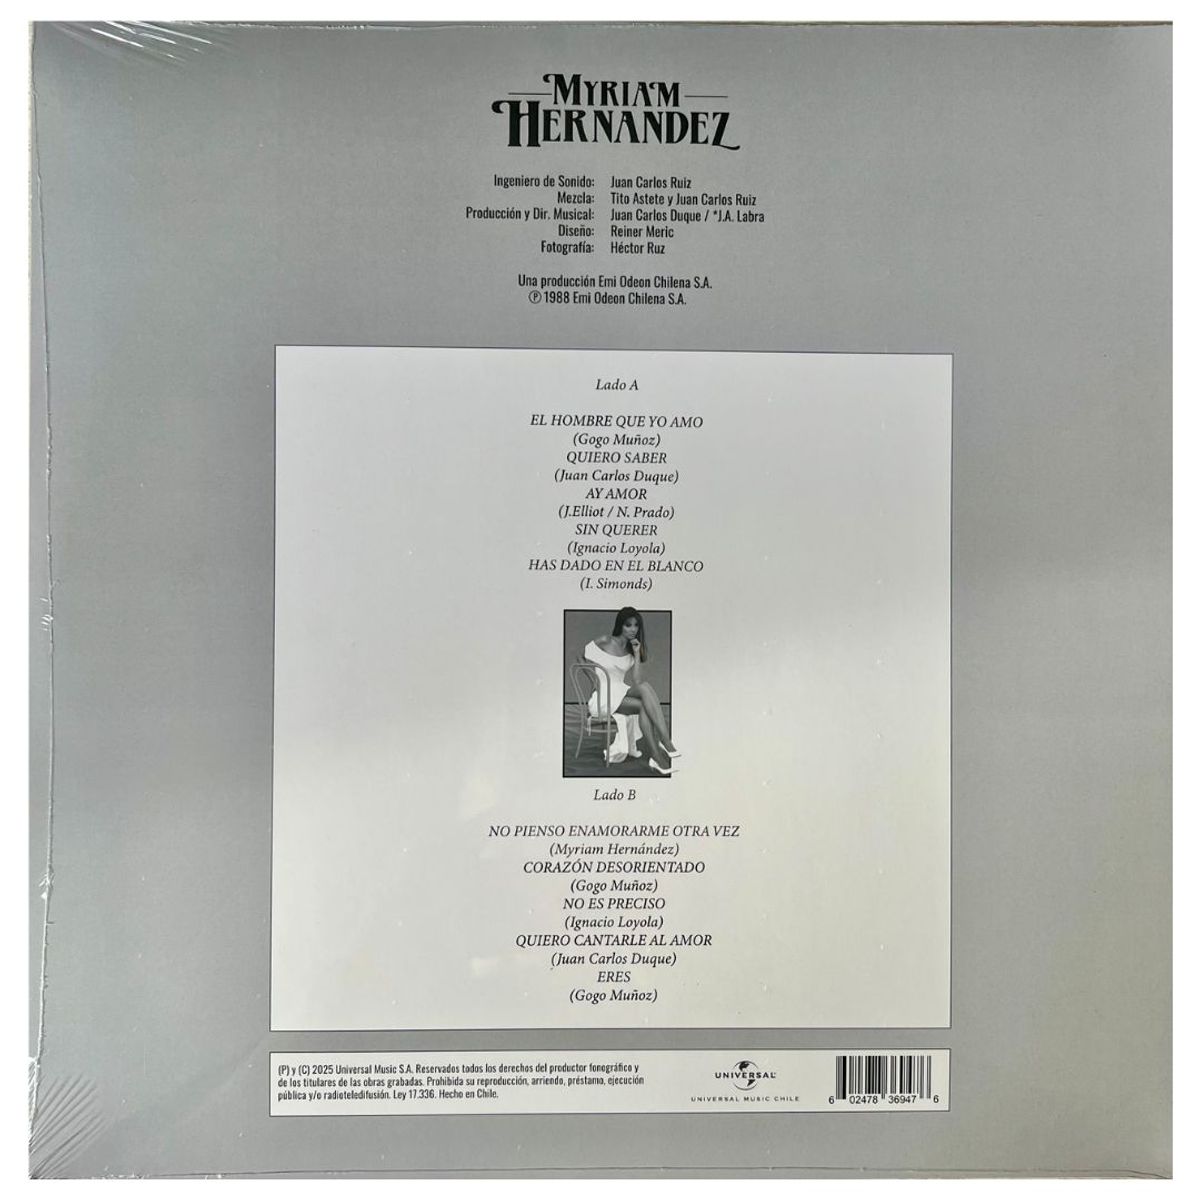 MYRIAM
HERNANDEZ
Ingeniero de Sonido: Juan Carlos Ruiz
Mezcla: Tito Astete y Juan Carlos Ruiz
Producción y Dir. Musical: Juan Carlos Duque / *J.A. Labra
Diseño: Reiner Meric
Fotografía: Héctor Ruz
Una producción Emi Odeon Chilena S.A.
Ⓟ 1988 Emi Odeon Chilena S.A.
Lado A
EL HOMBRE QUE YO AMO
(Gogo Muñoz)
QUIERO SABER
(Juan Carlos Duque)
AY AMOR
(J.Elliot / N. Prado)
SIN QUERER
(Ignacio Loyola)
HAS DADO EN EL BLANCO
(I. Simonds)
Lado B
NO PIENSO ENAMORARME OTRA VEZ
(Myriam Hernández)
CORAZÓN DESORIENTADO
(Gogo Muñoz)
NO ES PRECISO
(Ignacio Loyola)
QUIERO CANTARLE AL AMOR
(Juan Carlos Duque)
ERES
(Gogo Muñoz)
(P) y (C) 2025 Universal Music S.A. Reservados todos los derechos del productor fonográfico y
de los titulares de las obras grabadas. Prohibida su reproducción, arriendo, préstamo, ejecución
pública y/o radioteledifusión. Ley 17.336. Hecho en Chile.
UNIVERSAL
UNIVERSAL MUSIC CHILE
6 02478 36947 6